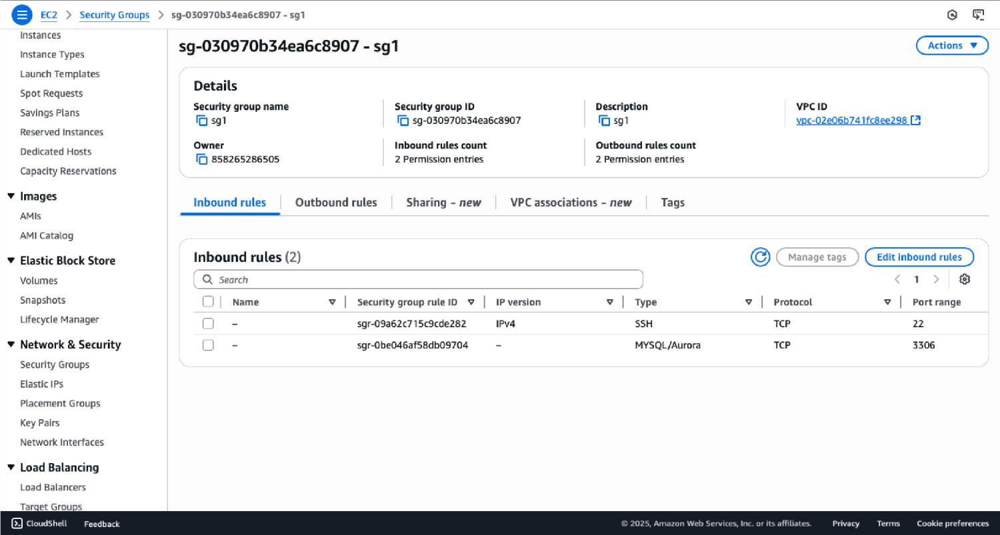 EC2 > Security Groups > sg-030970b34ea6c8907 - sg1
Instances
Instance Types
Launch Templates
Spot Requests
Savings Plans
Reserved Instances
Dedicated Hosts
Capacity Reservations
Images
AMIs
AMI Catalog
Elastic Block Store
Volumes
Snapshots
Lifecycle Manager
Network & Security
Security Groups
Elastic IPs
Placement Groups
Key Pairs
Network Interfaces
Load Balancing
Load Balancers
Target Groups
sg-030970b34ea6c8907 - sg1
Actions
Details
Security group name
sg1
Security group ID
sg-030970b34ea6c8907
Description
sg1
VPC ID
vpc-02e06b741fc8ee298
Owner
858265286505
Inbound rules count
2 Permission entries
Outbound rules count
2 Permission entries
Inbound rules Outbound rules Sharing - new VPC associations - new Tags
Inbound rules (2)
Manage tags
Edit inbound rules
Search
1
Name Security group rule ID IP version Type Protocol Port range
– sgr-09a62c715c9cde282 IPv4 SSH TCP 22
– sgr-0be046af58db09704 – MYSQL/Aurora TCP 3306
CloudShell Feedback © 2025, Amazon Web Services, Inc. or its affiliates. Privacy Terms Cookie preferences